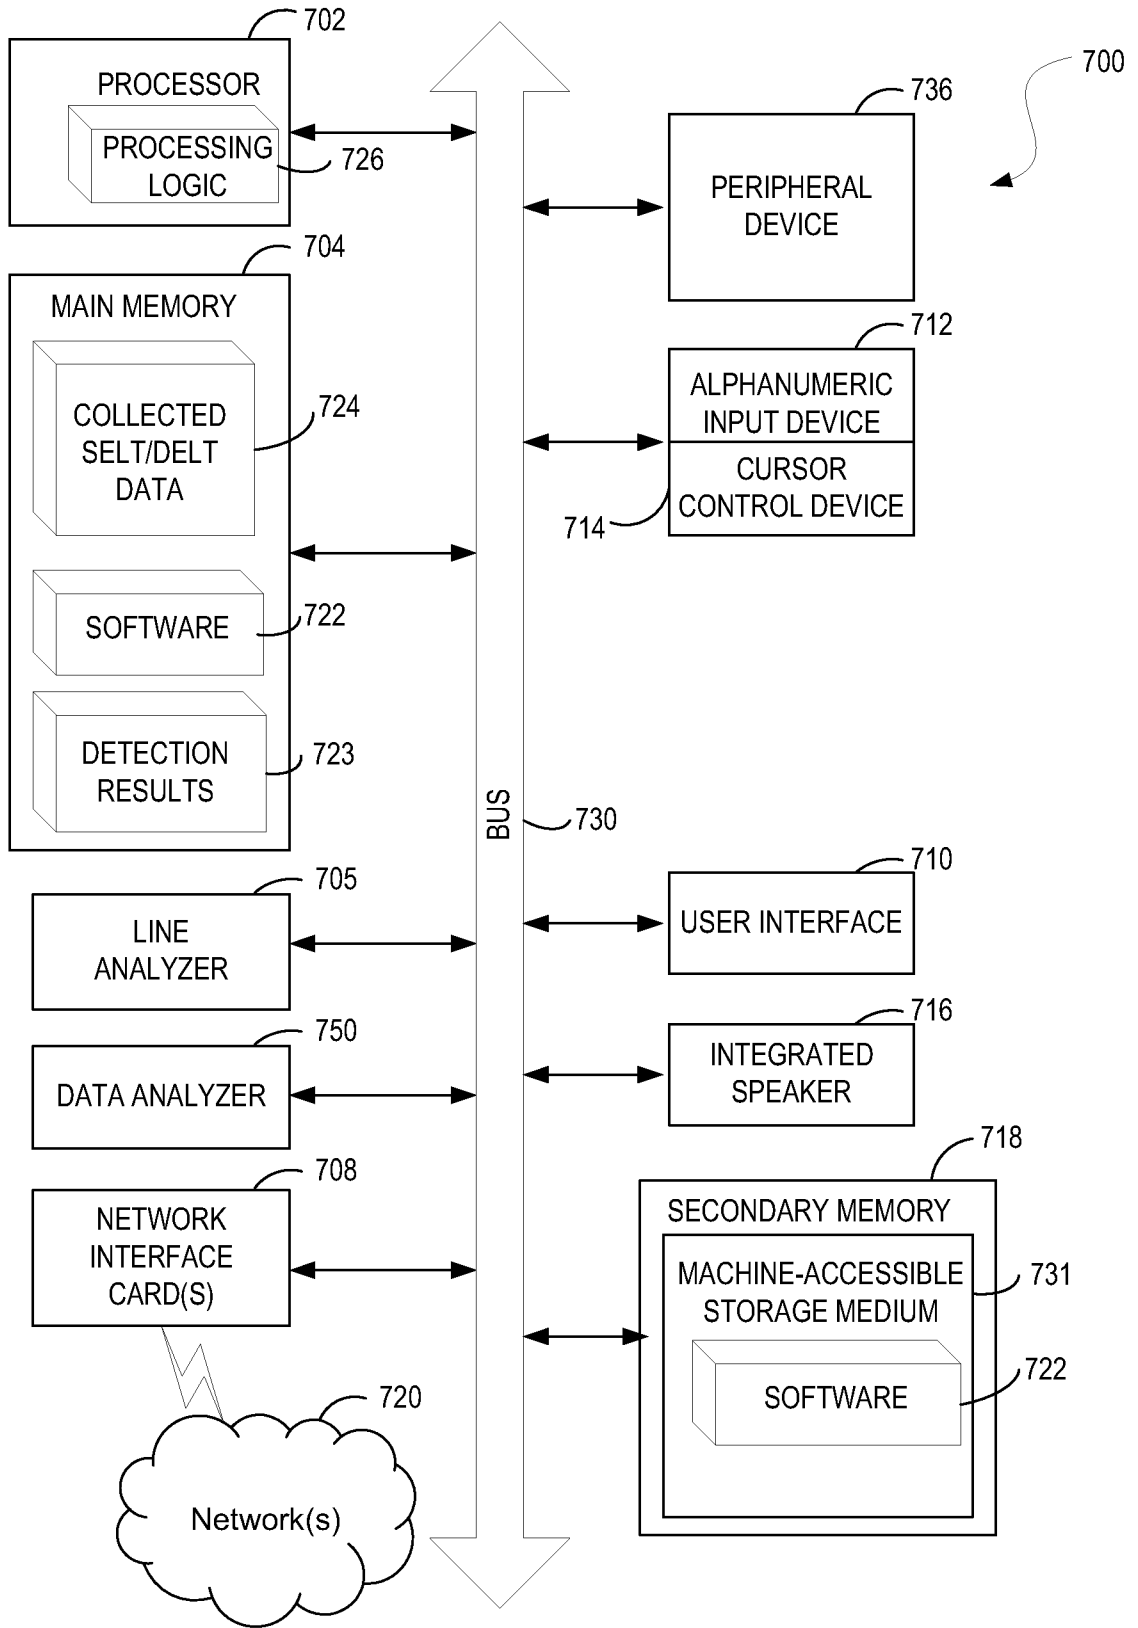 702
PROCESSOR
PROCESSING
LOGIC
726
704
MAIN MEMORY
COLLECTED
SELT/DELT
DATA
724
SOFTWARE
722
DETECTION
RESULTS
723
705
LINE
ANALYZER
750
DATA ANALYZER
708
NETWORK
INTERFACE
CARD(S)
720
Network(s)
BUS
730
700
736
PERIPHERAL
DEVICE
712
ALPHANUMERIC
INPUT DEVICE
CURSOR
CONTROL DEVICE
714
710
USER INTERFACE
716
INTEGRATED
SPEAKER
718
SECONDARY MEMORY
MACHINE-ACCESSIBLE
STORAGE MEDIUM
731
SOFTWARE
722